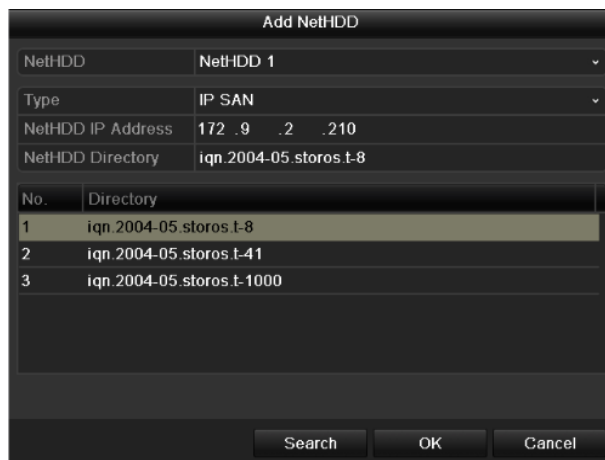 Add NetHDD
NetHDD NetHDD 1
Type IP SAN
NetHDD IP Address 172 .9 .2 .210
NetHDD Directory iqn.2004-05.storos.t-8
No. Directory
1 iqn.2004-05.storos.t-8
2 iqn.2004-05.storos.t-41
3 iqn.2004-05.storos.t-1000
Search OK Cancel